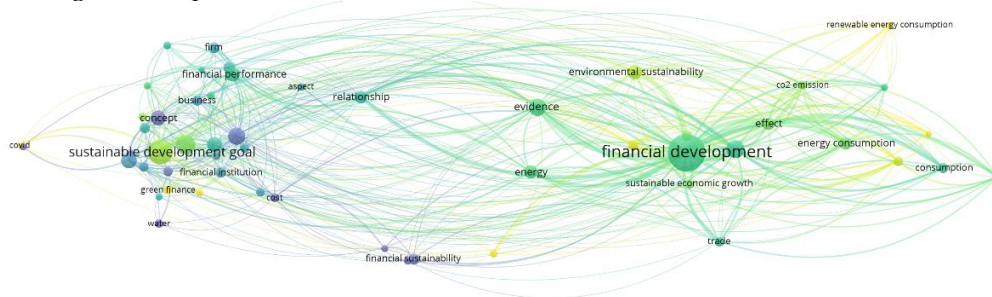 renewable energy consumption
firm
financial performance
environmental sustainability
aspect
co2 emission
business
relationship
evidence
concept
effect
covid
sustainable development goal
financial development
energy consumption
financial institution
energy
consumption
green finance
sustainable economic growth
cost
water
trade
financial sustainability